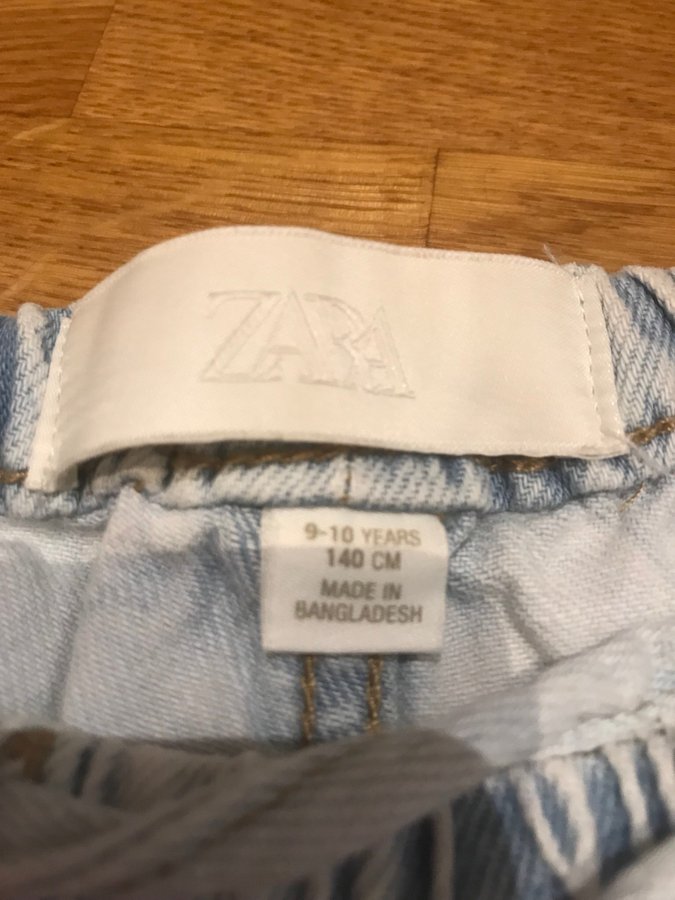 ZARA
9-10 YEARS
140 CM
MADE IN
BANGLADESH